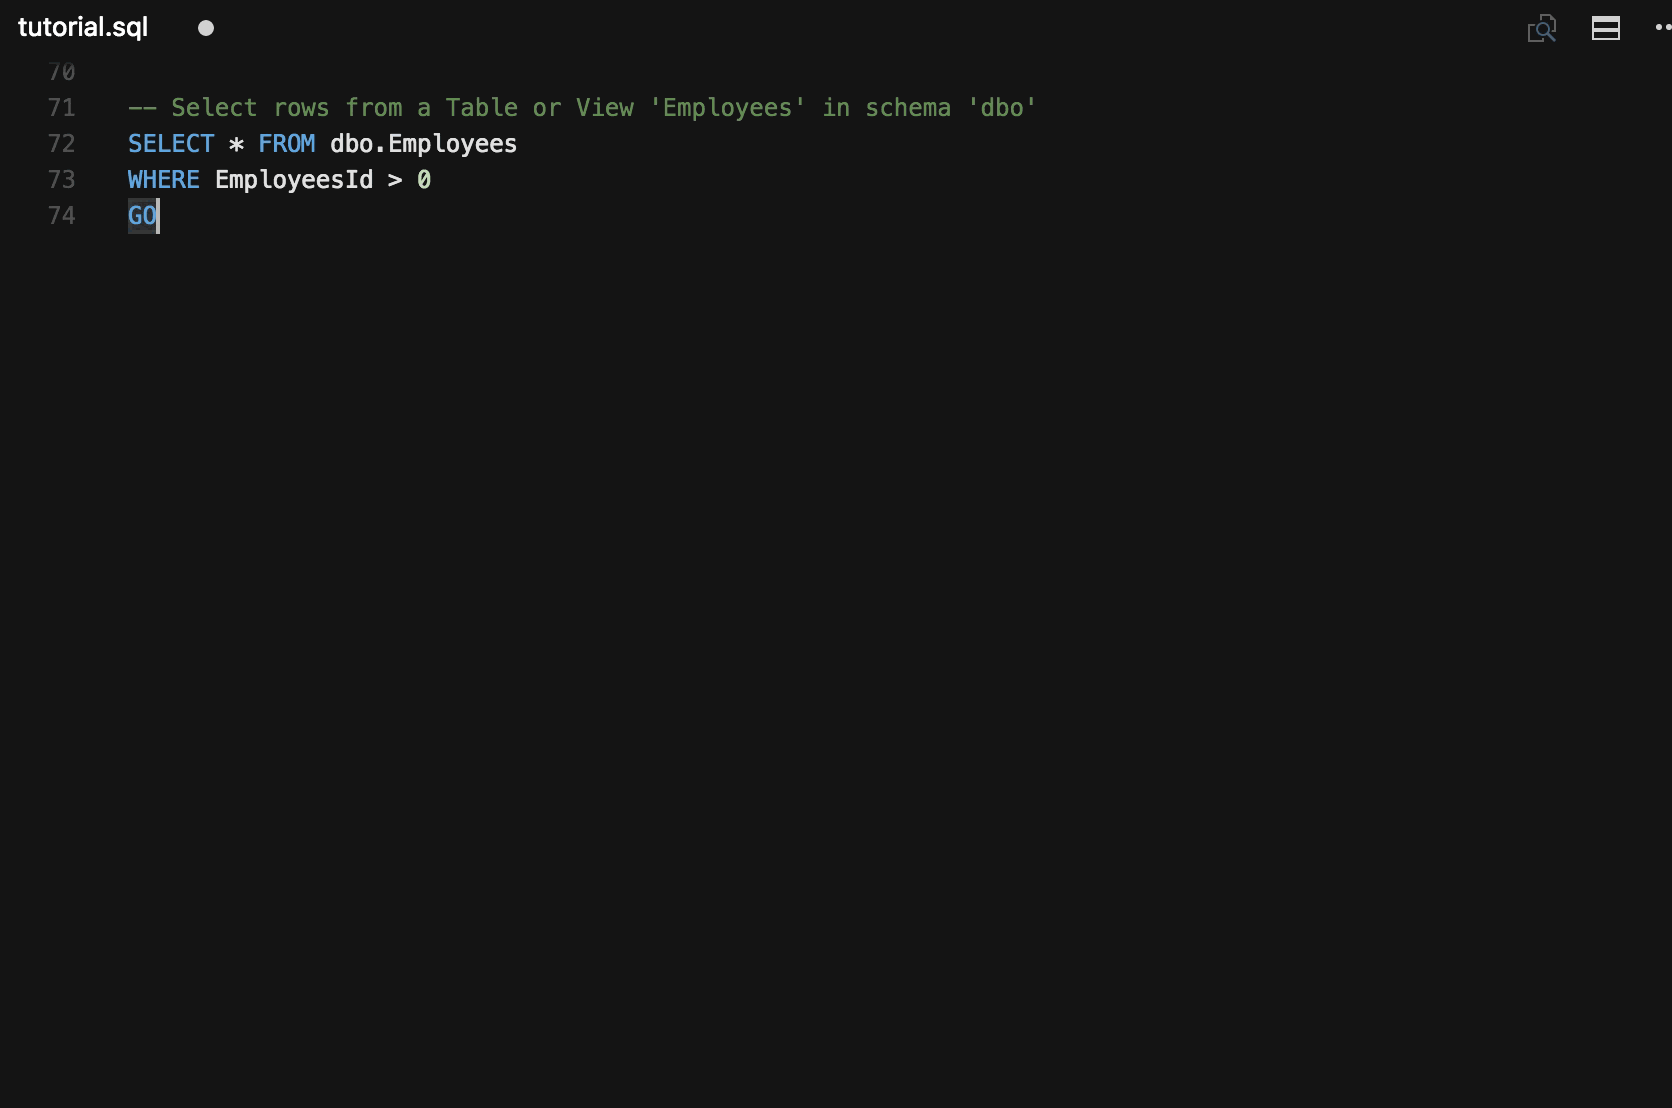 tutorial.sql
70
71 -- Select rows from a Table or View 'Employees' in schema 'dbo'
72 SELECT * FROM dbo.Employees
73 WHERE EmployeesId > 0
74 GO